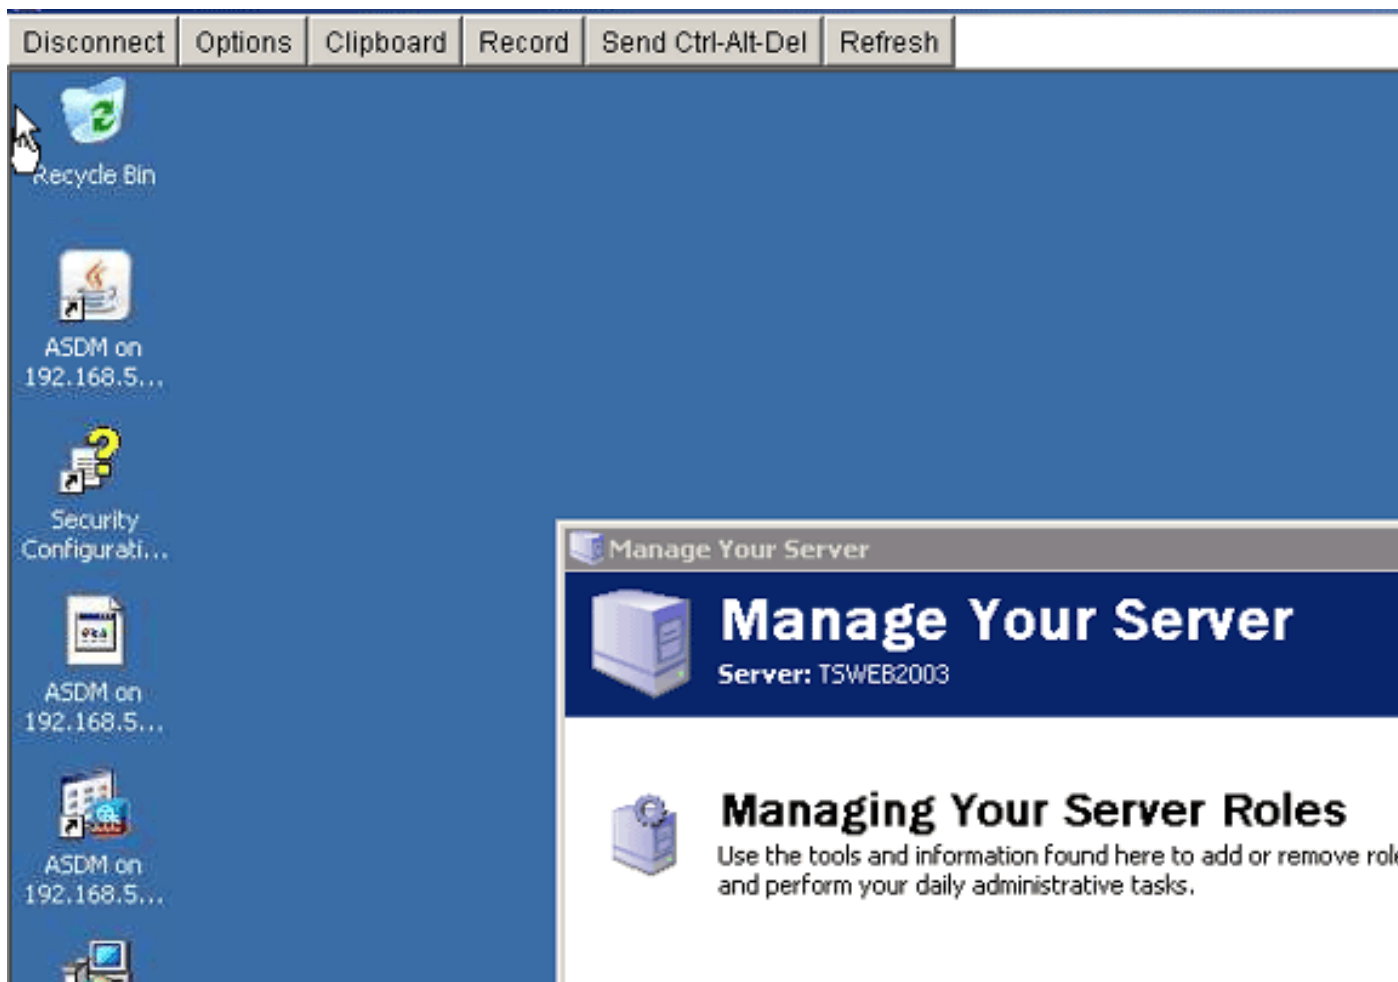 Disconnect Options Clipboard Record Send Ctrl-Alt-Del Refresh
Recycle Bin
ASDM on
192.168.5...
Security
Configurati...
ASDM on
192.168.5...
ASDM on
192.168.5...
Manage Your Server
Manage Your Server
Server: TSWEB2003
Managing Your Server Roles
Use the tools and information found here to add or remove role
and perform your daily administrative tasks.